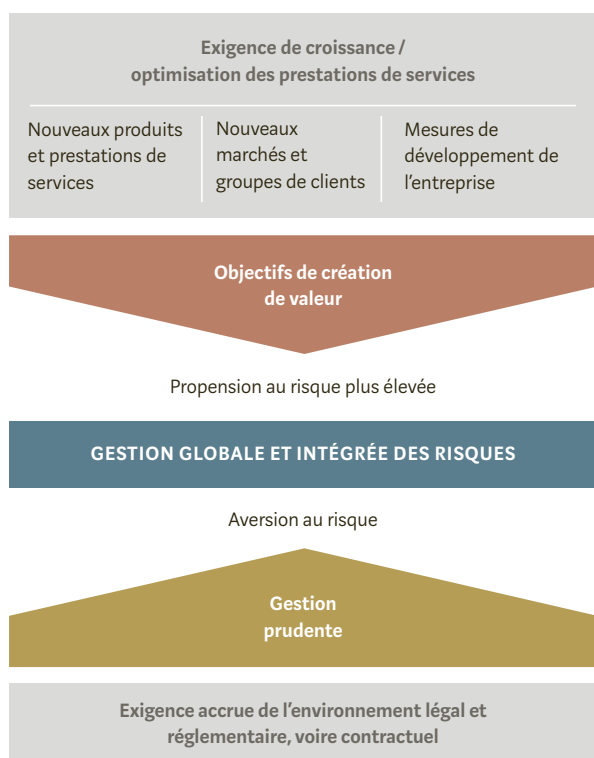 Exigence de croissance /
optimisation des prestations de services
Nouveaux produits
et prestations de
services
Nouveaux
marchés et
groupes de clients
Mesures de
développement de
l'entreprise
Objectifs de création
de valeur
Propension au risque plus élevée
GESTION GLOBALE ET INTÉGRÉE DES RISQUES
Aversion au risque
Gestion
prudente
Exigence accrue de l'environnement légal et
réglementaire, voire contractuel